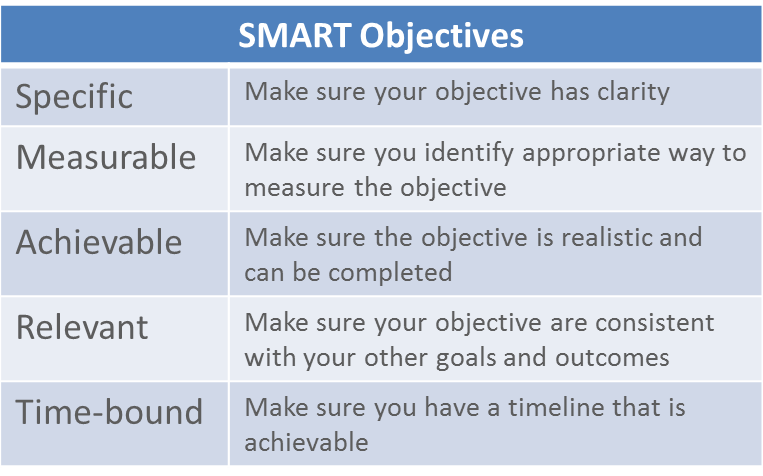 SMART Objectives
Specific
Make sure your objective has clarity
Measurable
Make sure you identify appropriate way to
measure the objective
Achievable
Make sure the objective is realistic and
can be completed
Relevant
Make sure your objective are consistent
with your other goals and outcomes
Time-bound
Make sure you have a timeline that is
achievable